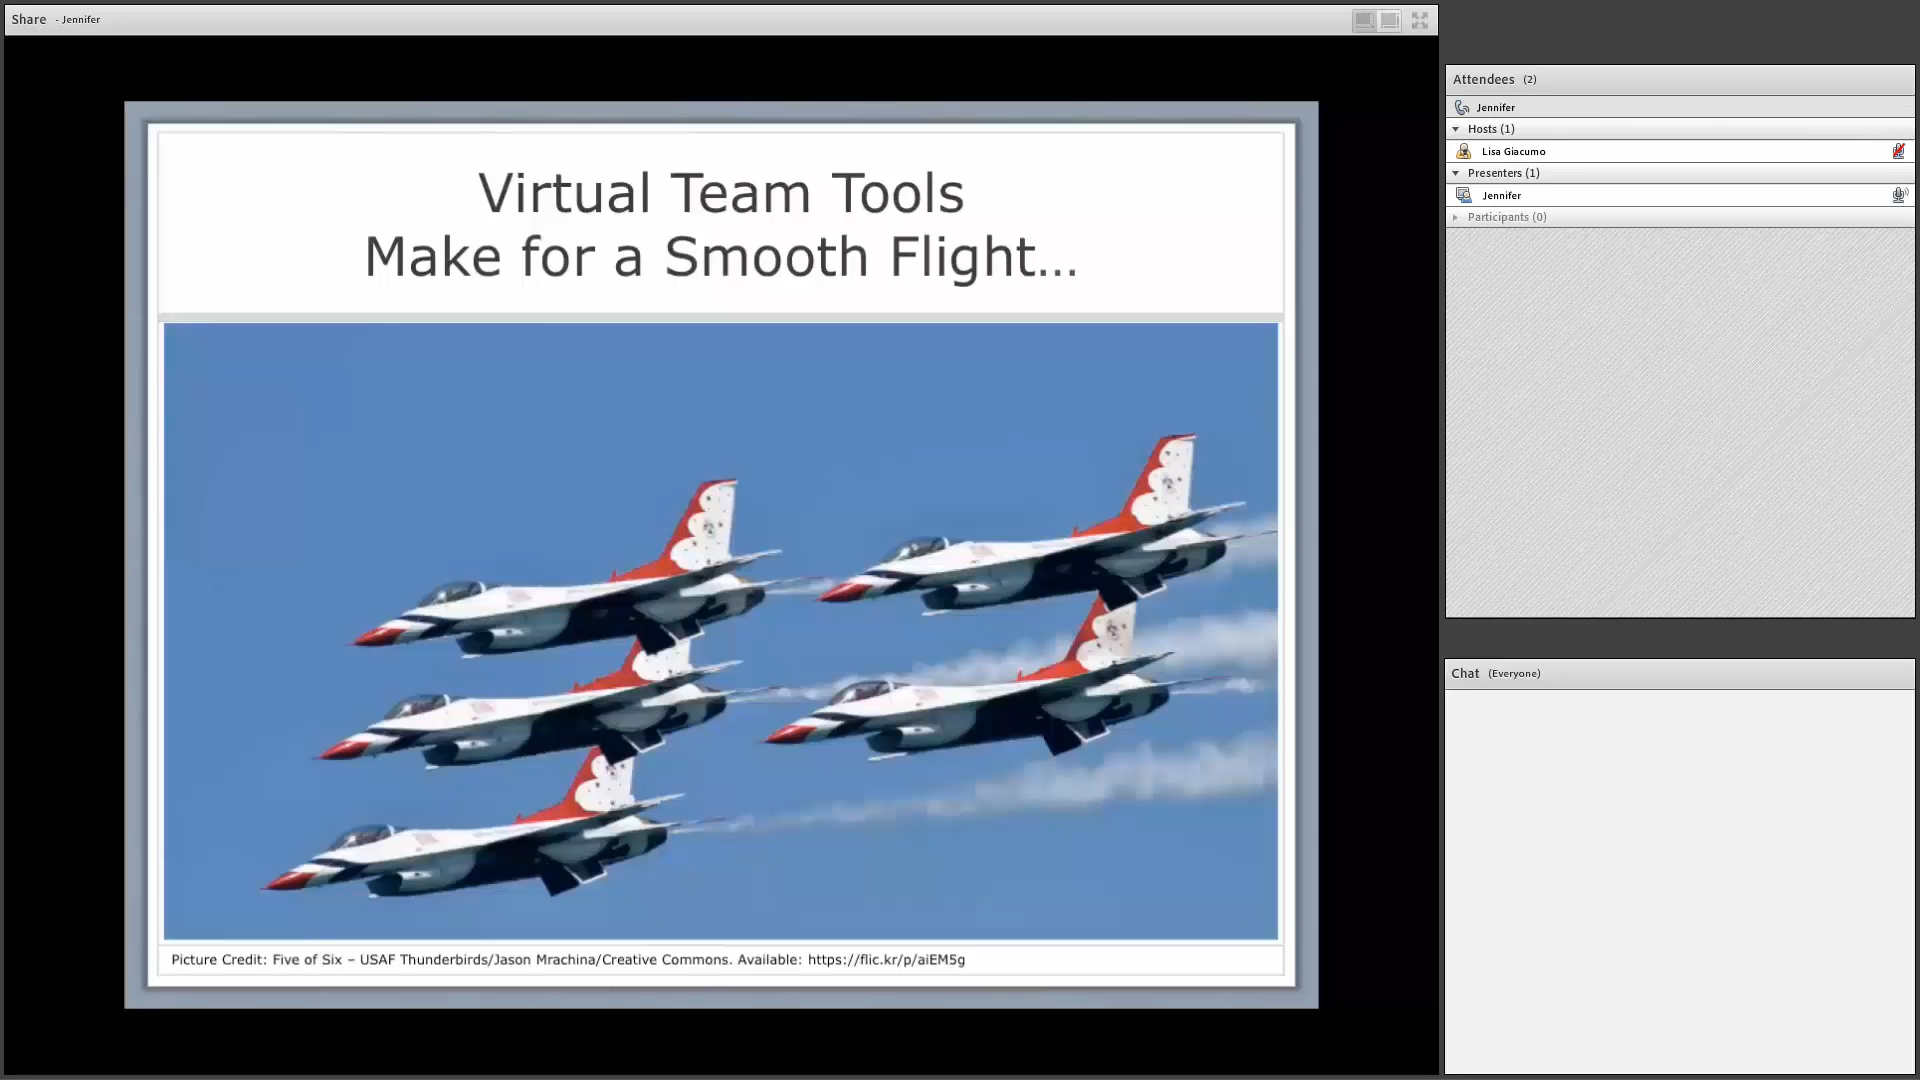 Share - Jennifer
Virtual Team Tools
Make for a Smooth Flight...
Picture Credit: Five of Six – USAF Thunderbirds/Jason Mrachina/Creative Commons. Available: https://flic.kr/p/aiEM5g
Attendees (2)
Jennifer
Hosts (1)
Lisa Giacumo
Presenters (1)
Jennifer
Participants (0)
Chat (Everyone)